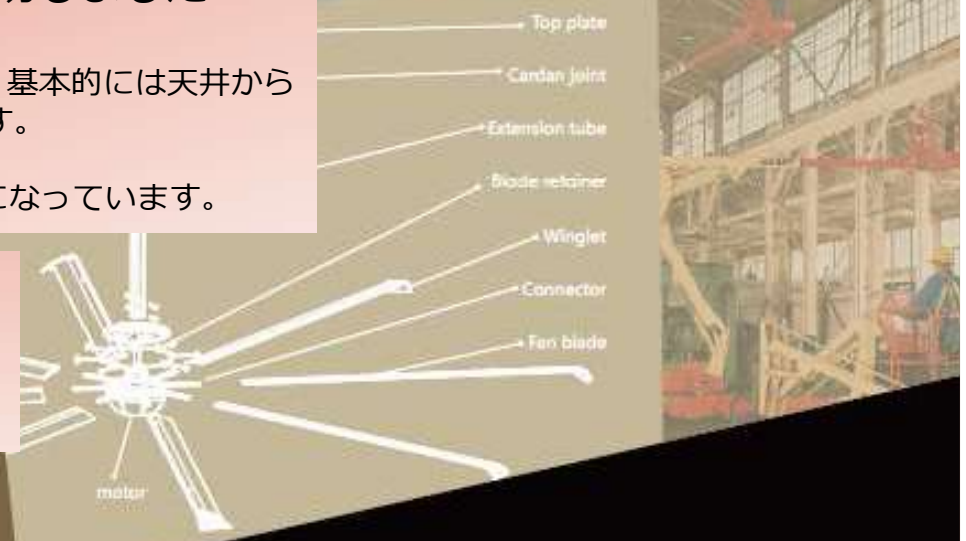 基本的には天井から
す。
になっています。
Top plate
Cardan joint
Extension tube
Blade retainer
Winglet
Connector
Fan blade
motor